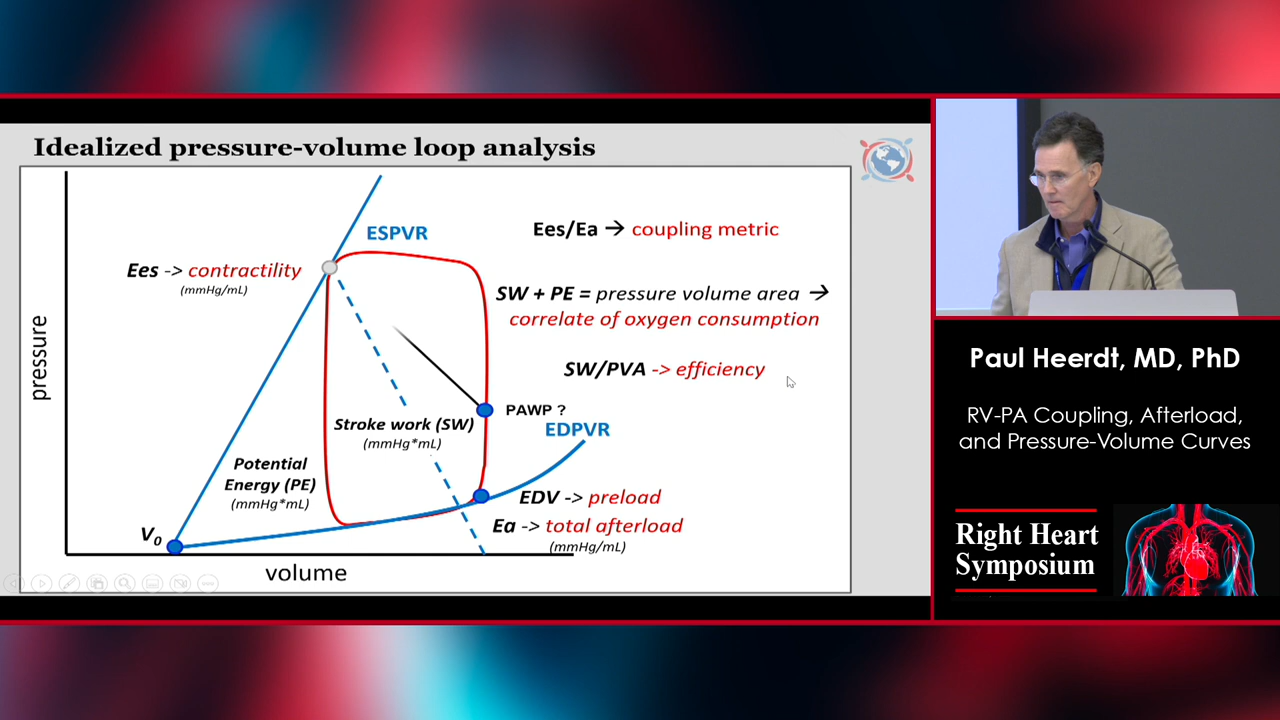 Idealized pressure-volume loop analysis
ESPVR
Ees/Ea → coupling metric
Ees -> contractility
(mmHg/mL)
SW + PE = pressure volume area →
correlate of oxygen consumption
SW/PVA -> efficiency
pressure
PAWP ?
EDPVR
Stroke work (SW)
(mmHg*mL)
Potential
Energy (PE)
(mmHg*mL)
EDV -> preload
Ea -> total afterload
(mmHg/mL)
V₀
volume
Paul Heerdt, MD, PhD
RV-PA Coupling, Afterload,
and Pressure-Volume Curves
Right Heart
Symposium